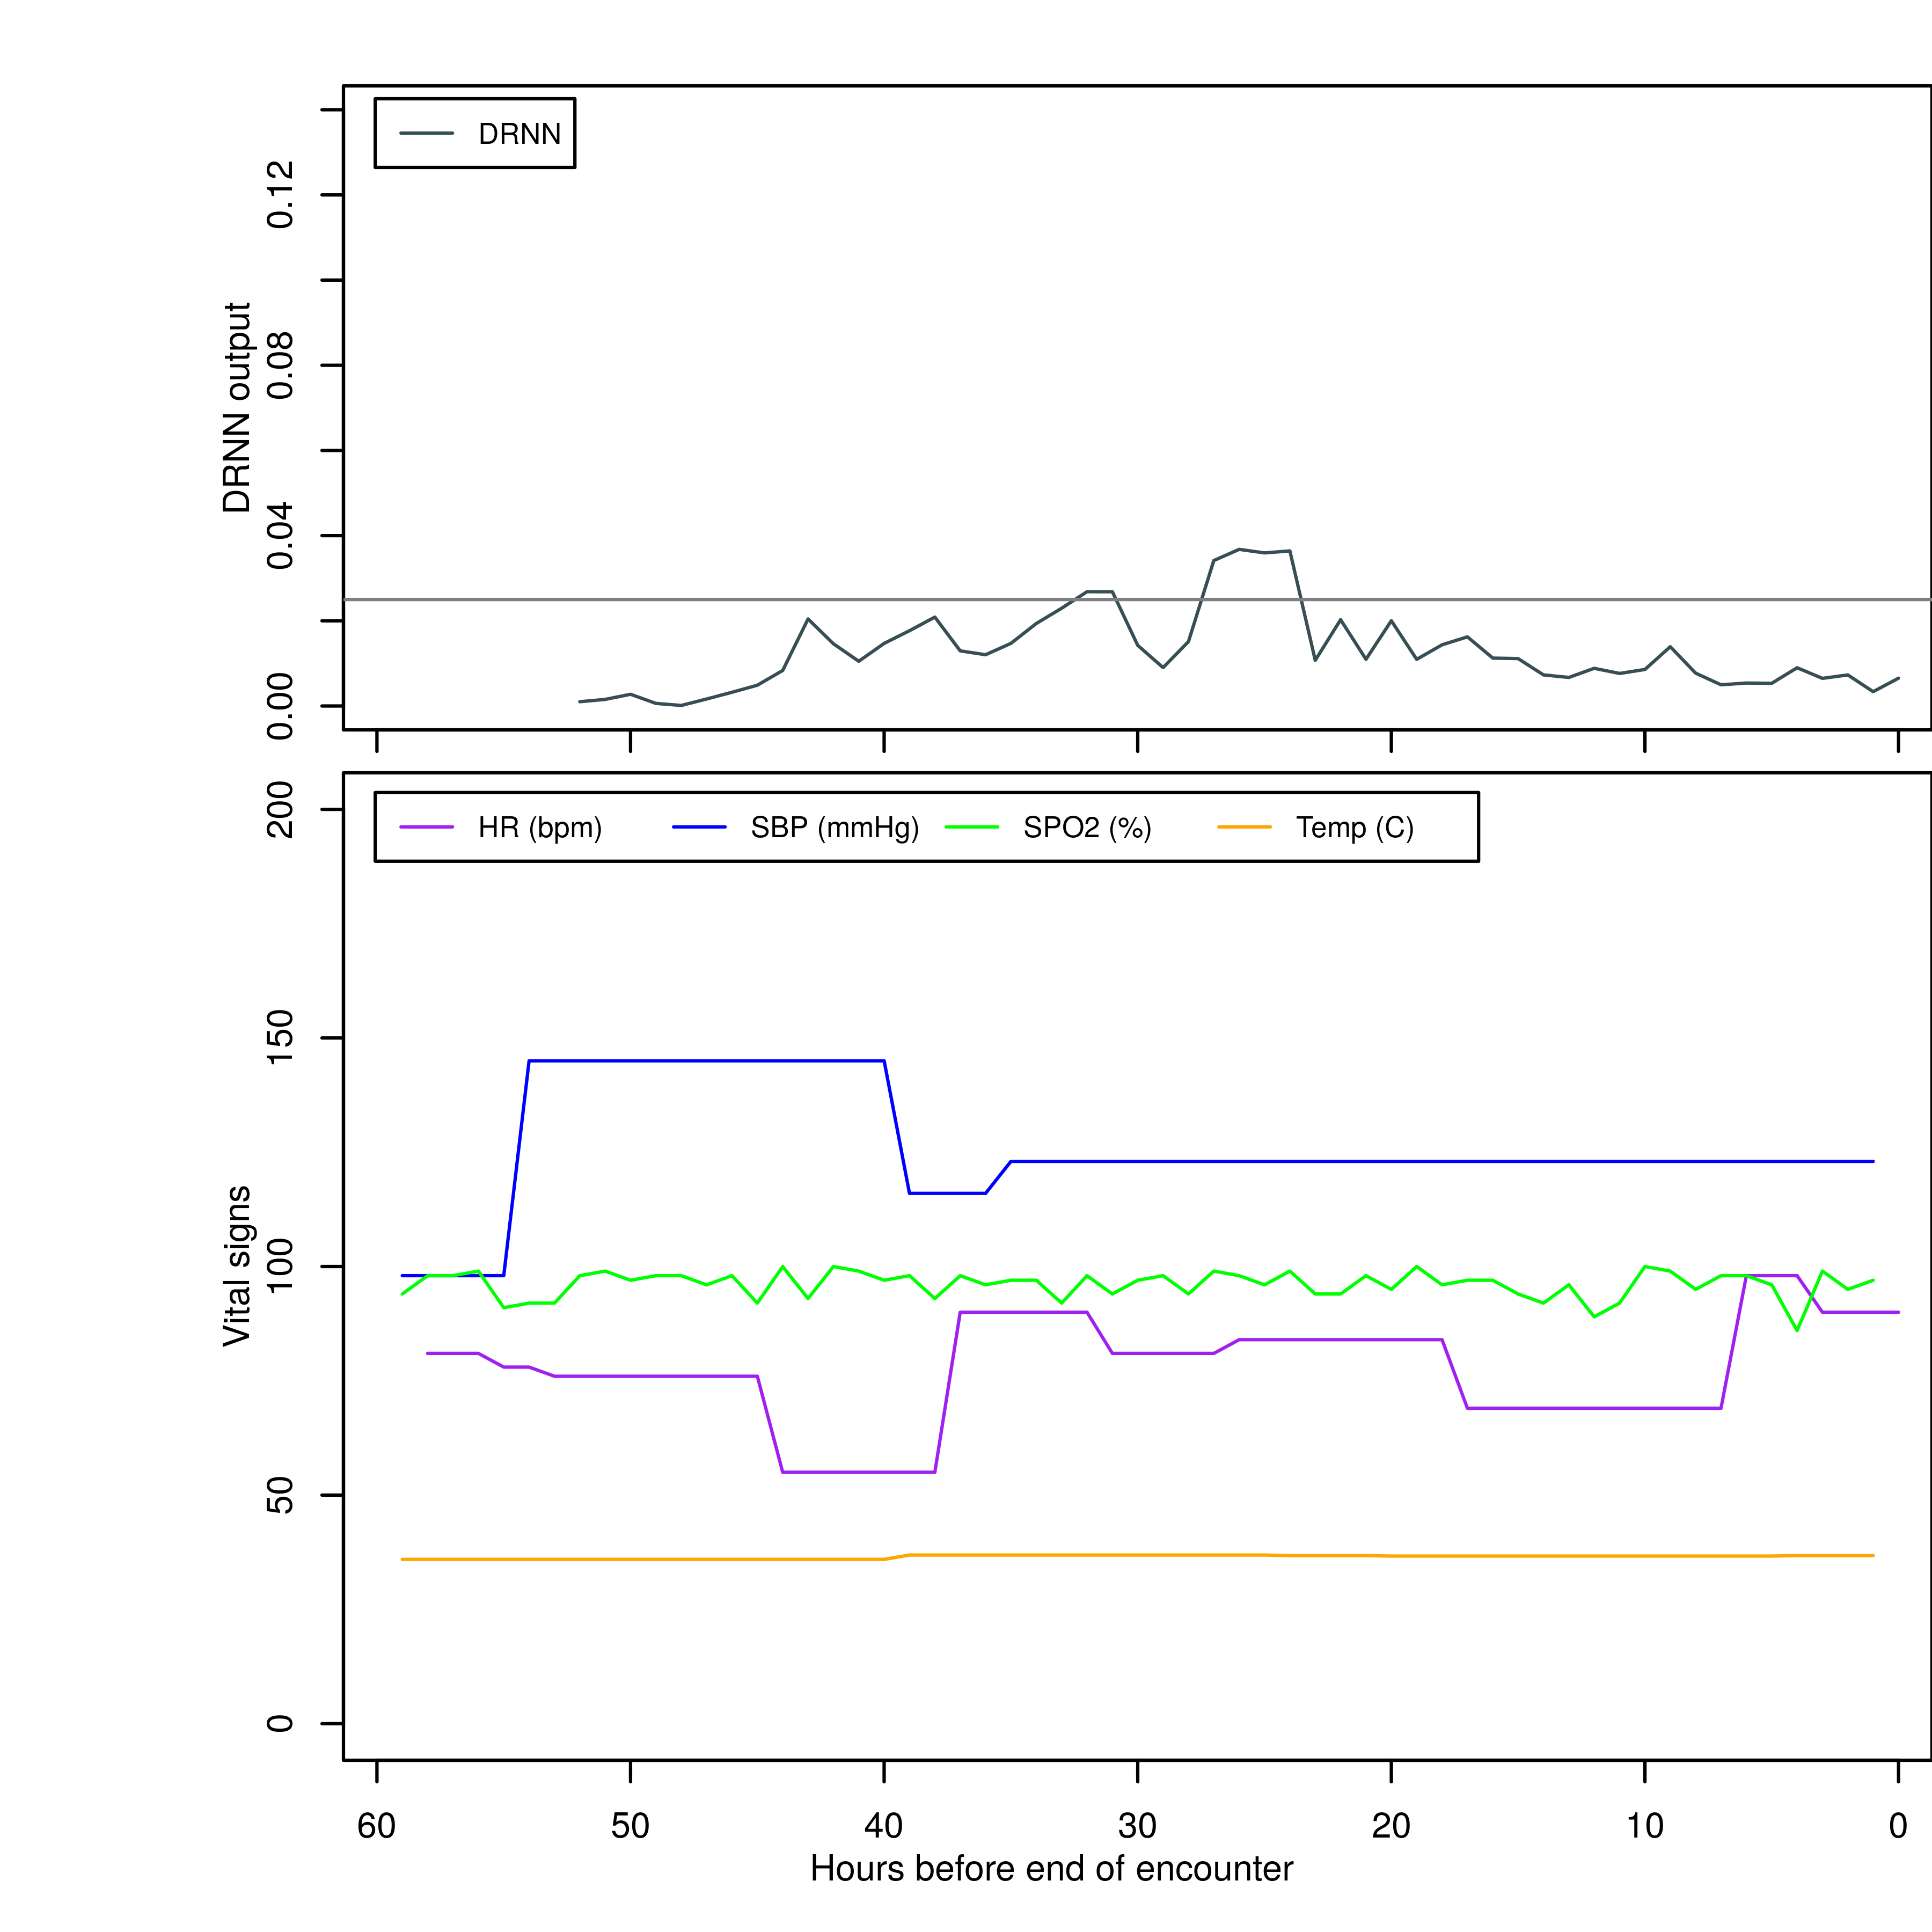 DRNN
0.12
0.08
0.04
0.00
DRNN output
HR (bpm) SBP (mmHg) SPO2 (%) Temp (C)
200
150
100
50
0
Vital signs
60 50 40 30 20 10 0
Hours before end of encounter